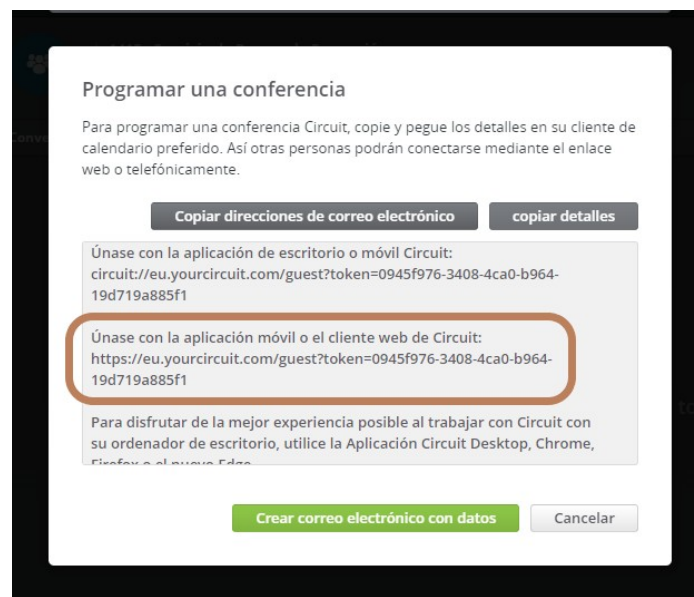 Conve
Programar una conferencia
Para programar una conferencia Circuit, copie y pegue los detalles en su cliente de
calendario preferido. Así otras personas podrán conectarse mediante el enlace
web o telefónicamente.
Copiar direcciones de correo electrónico
copiar detalles
Únase con la aplicación de escritorio o móvil Circuit:
circuit://eu.yourcircuit.com/guest?token=0945f976-3408-4ca0-b964-
19d719a885f1
Únase con la aplicación móvil o el cliente web de Circuit:
https://eu.yourcircuit.com/guest?token=0945f976-3408-4ca0-b964-
19d719a885f1
Para disfrutar de la mejor experiencia posible al trabajar con Circuit con
su ordenador de escritorio, utilice la Aplicación Circuit Desktop, Chrome,
Firefox o el nuevo Edge
Crear correo electrónico con datos
Cancelar